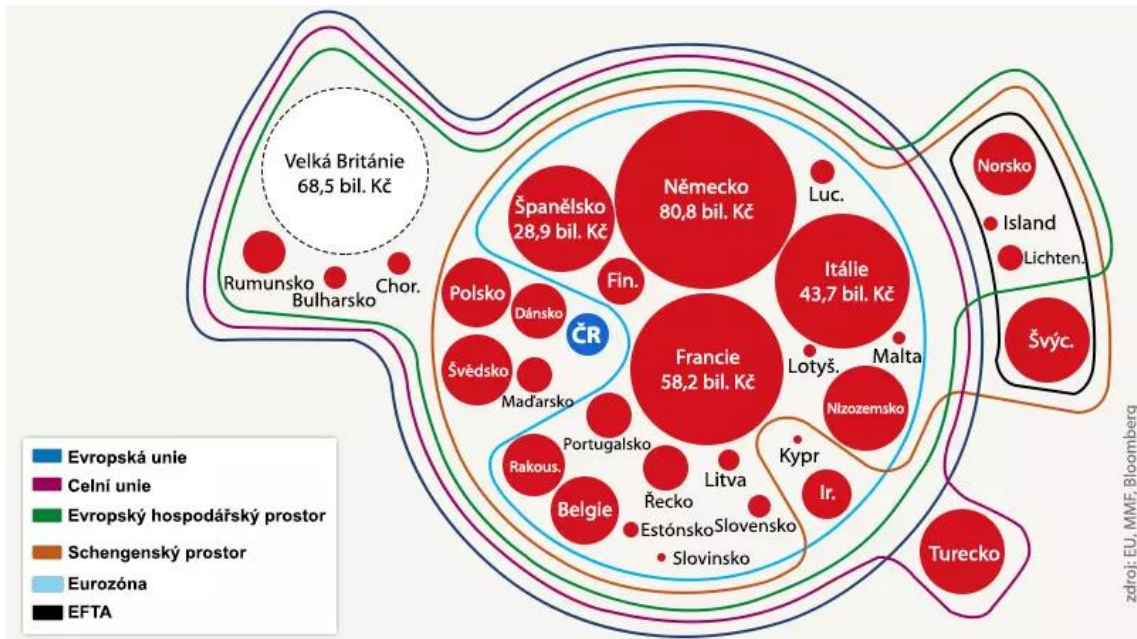 Velká Británie
68,5 bil. Kč
Rumunsko
Bulharsko
Chor.
Španělsko
28,9 bil. Kč
Německo
80,8 bil. Kč
Luc.
Itálie
43,7 bil. Kč
Fin.
Polsko
Dánsko
ČR
Švédsko
Maďarsko
Francie
58,2 bil. Kč
Lotyš.
Malta
Nizozemsko
Portugalsko
Rakous.
Belgie
Řecko
Litva
Kypr
Ir.
Estónsko
Slovensko
Slovinsko
Norsko
Island
Lichten.
Švýc.
Turecko
Evropská unie
Celní unie
Evropský hospodářský prostor
Schengenský prostor
Eurozóna
EFTA
zdroj: EU, MMF, Bloomberg